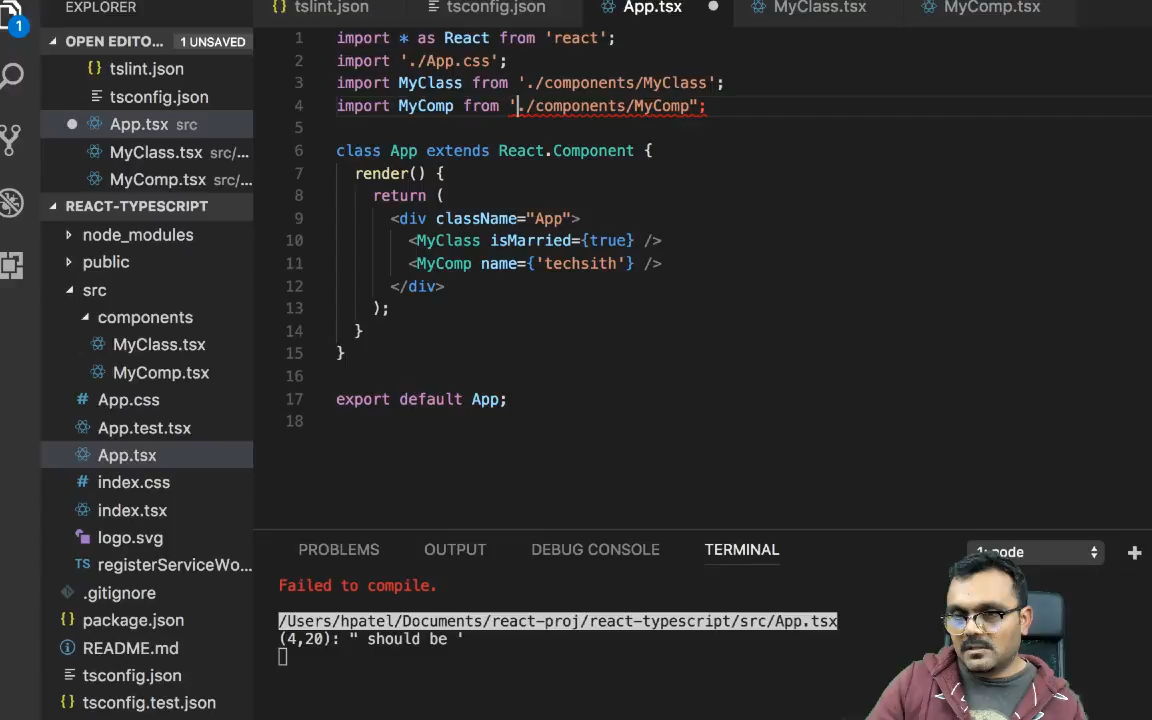 EXPLORER
{} tslint.json
tsconfig.json
App.tsx
MyClass.tsx
MyComp.tsx
1
OPEN EDITO... 1 UNSAVED
{} tslint.json
tsconfig.json
App.tsx src
MyClass.tsx src/...
MyComp.tsx src/...
REACT-TYPESCRIPT
node_modules
public
src
components
MyClass.tsx
MyComp.tsx
# App.css
App.test.tsx
App.tsx
# index.css
index.tsx
logo.svg
TS registerServiceWo...
.gitignore
{} package.json
README.md
tsconfig.json
{} tsconfig.test.json
1 import * as React from 'react';
2 import './App.css';
3 import MyClass from './components/MyClass';
4 import MyComp from './components/MyComp";
5
6 class App extends React.Component {
7 render() {
8 return (
9 <div className="App">
10 <MyClass isMarried={true} />
11 <MyComp name={'techsith'} />
12 </div>
13 );
14 }
15 }
16
17 export default App;
18
PROBLEMS OUTPUT DEBUG CONSOLE TERMINAL 1: node
Failed to compile.
/Users/hpatel/Documents/react-proj/react-typescript/src/App.tsx
(4,20): " should be '